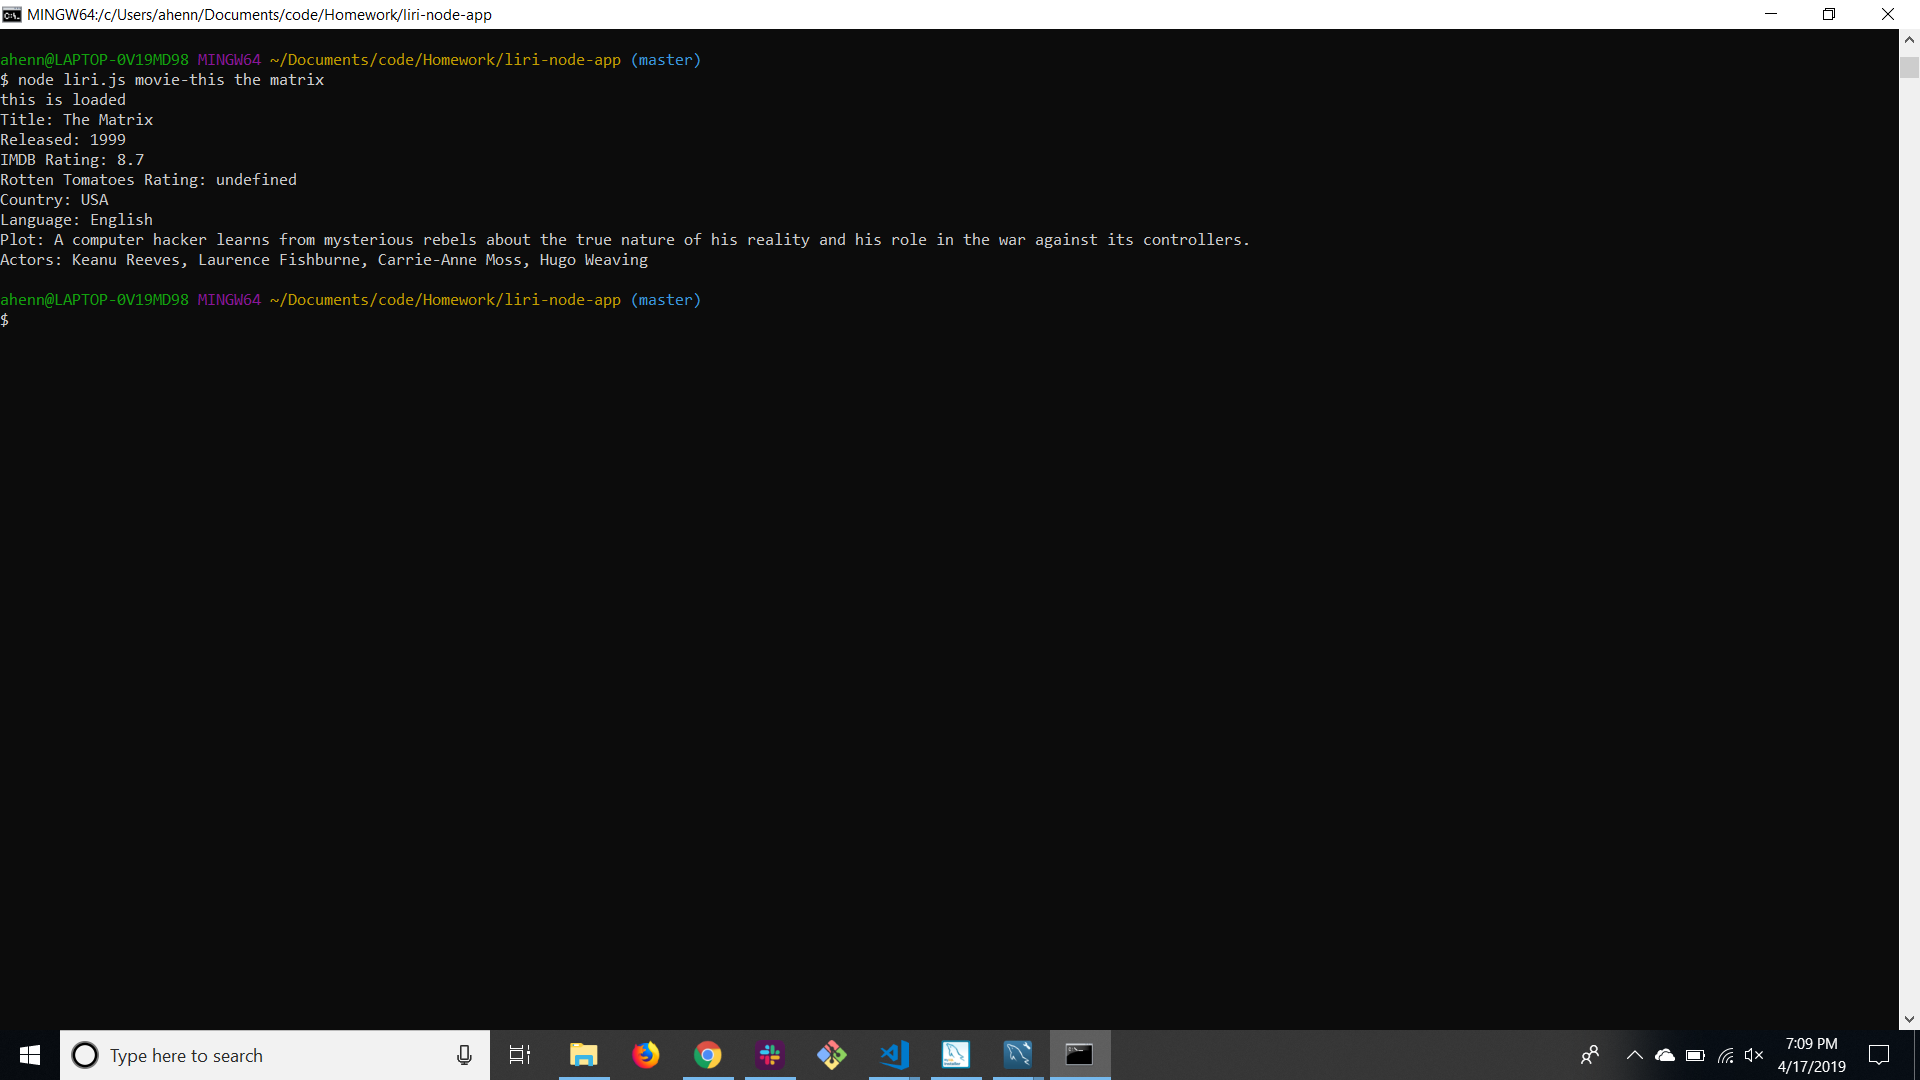 MINGW64:/c/Users/ahenn/Documents/code/Homework/liri-node-app
ahenn@LAPTOP-0V19MD98 MINGW64 ~/Documents/code/Homework/liri-node-app (master)
$ node liri.js movie-this the matrix
this is loaded
Title: The Matrix
Released: 1999
IMDB Rating: 8.7
Rotten Tomatoes Rating: undefined
Country: USA
Language: English
Plot: A computer hacker learns from mysterious rebels about the true nature of his reality and his role in the war against its controllers.
Actors: Keanu Reeves, Laurence Fishburne, Carrie-Anne Moss, Hugo Weaving
ahenn@LAPTOP-0V19MD98 MINGW64 ~/Documents/code/Homework/liri-node-app (master)
$
Type here to search
7:09 PM
4/17/2019